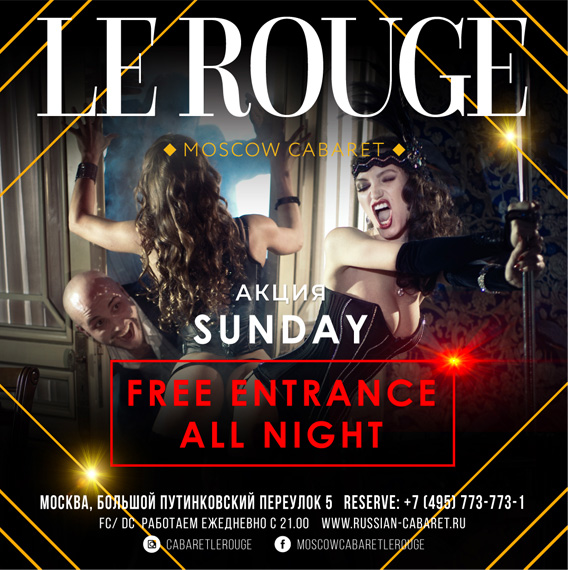 LE ROUGE
MOSCOW CABARET
АКЦИЯ
SUNDAY
FREE ENTRANCE
ALL NIGHT
МОСКВА, БОЛЬШОЙ ПУТИНКОВСКИЙ ПЕРЕУЛОК 5 RESERVE: +7 (495) 773-773-1
FC/ DC РАБОТАЕМ ЕЖЕДНЕВНО С 21.00 WWW.RUSSIAN-CABARET.RU
CABARETLEROUGE MOSCOWCABARETLEROUGE